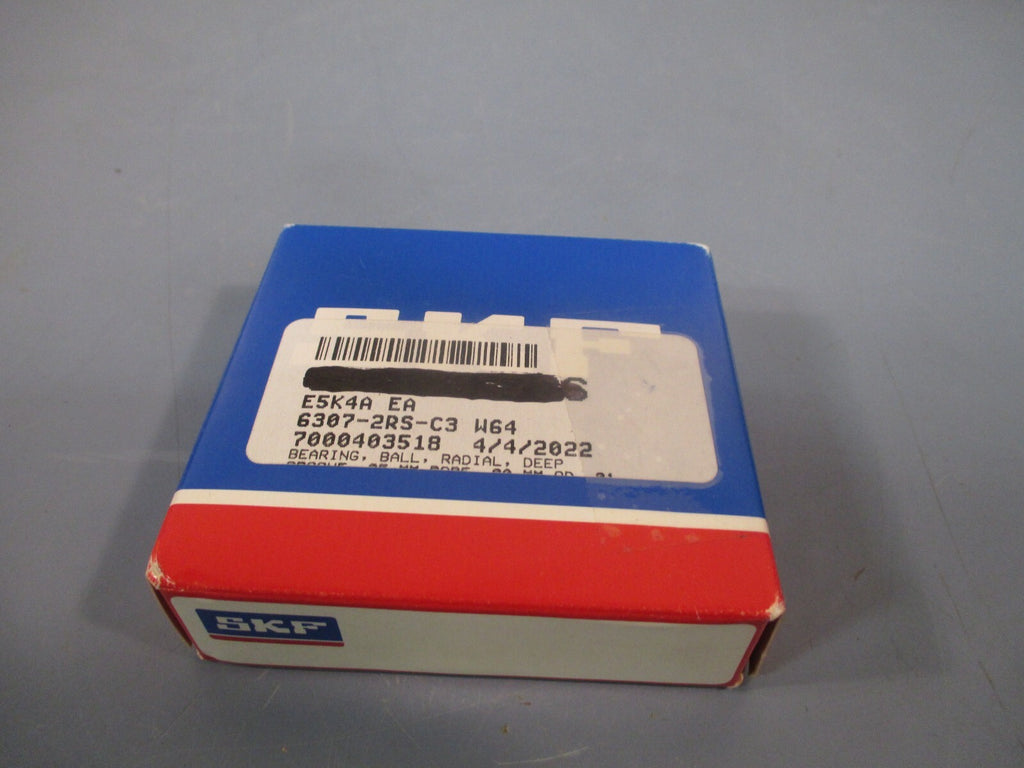 E5K4A EA
6307-2RS-C3 W64
7000403518 4/4/2022
BEARING, BALL, RADIAL, DEEP
SKF